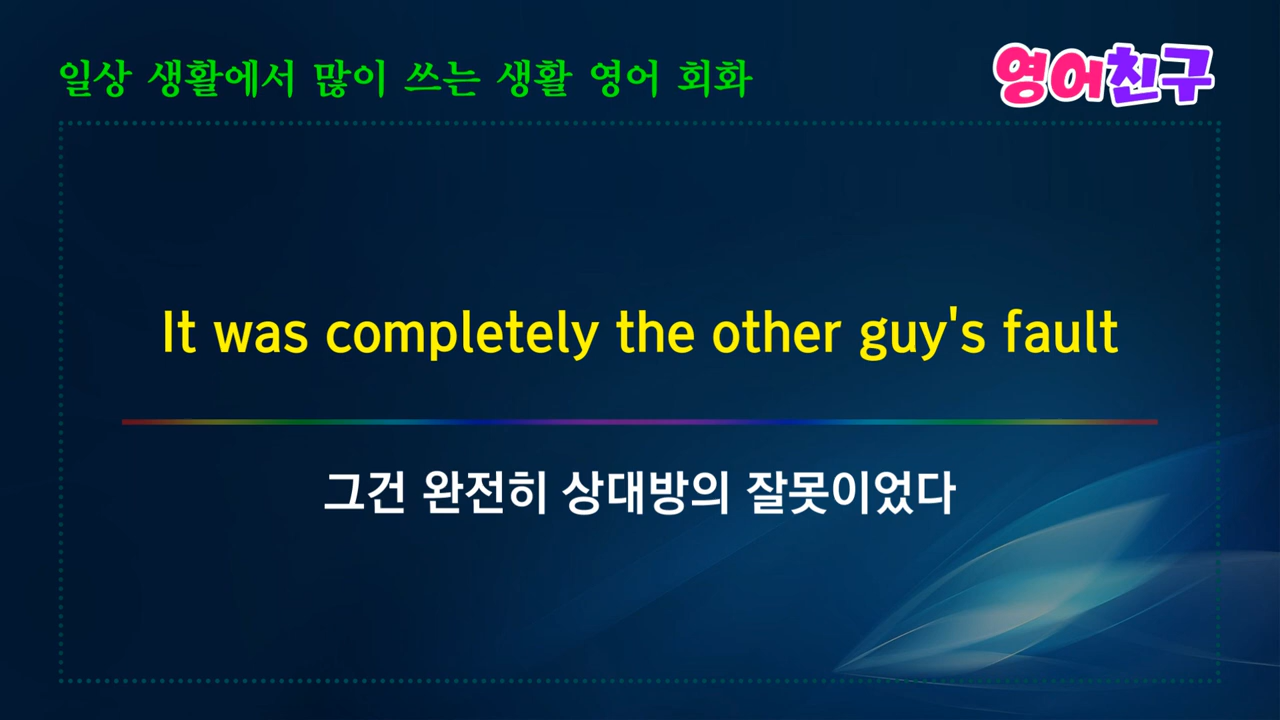 일상 생활에서 많이 쓰는 생활 영어 회화
영어친구
It was completely the other guy's fault
그건 완전히 상대방의 잘못이었다